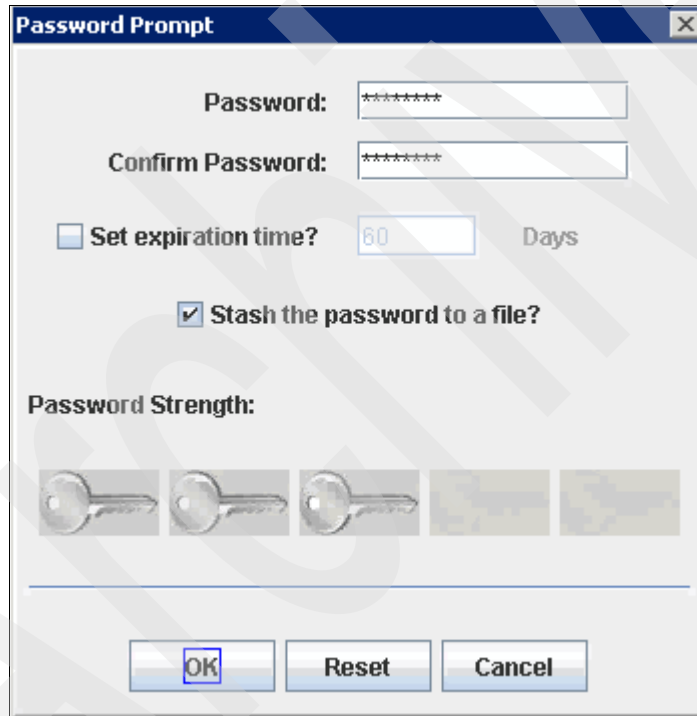 Password Prompt
Password: ********
Confirm Password: ********
Set expiration time? 60 Days
Stash the password to a file?
Password Strength:
OK Reset Cancel